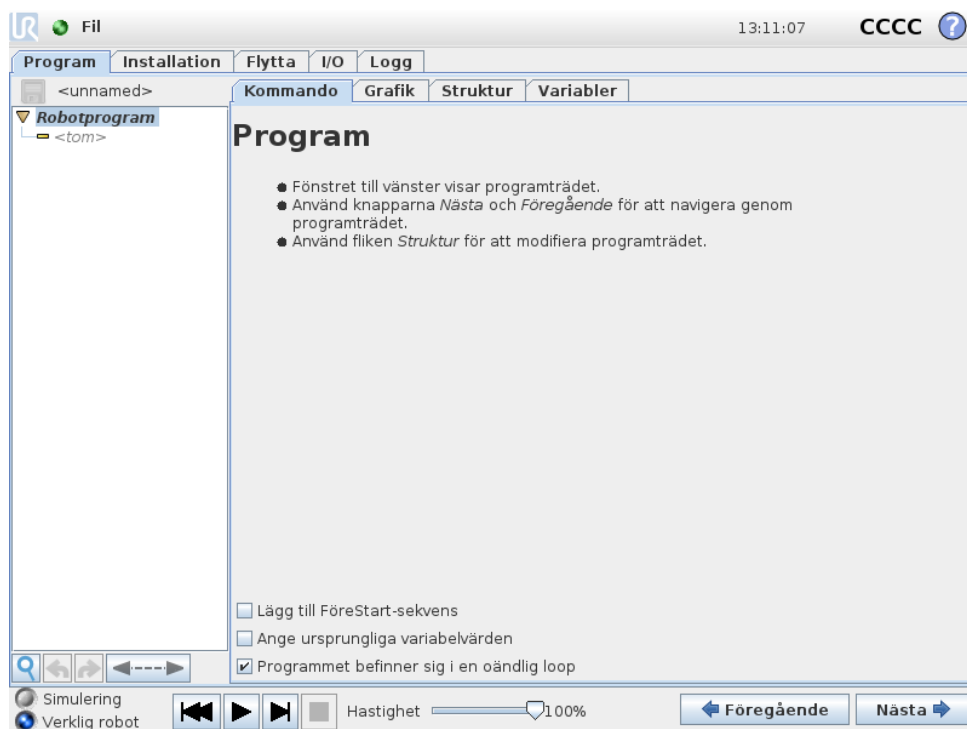 UR Fil 13:11:07 CCCC ?
Program Installation Flytta I/O Logg
<unnamed> Kommando Grafik Struktur Variabler
Robotprogram
<tom>
Program
Fönstret till vänster visar programträdet.
Använd knapparna Nästa och Föregående för att navigera genom
programträdet.
Använd fliken Struktur för att modifiera programträdet.
Lägg till FöreStart-sekvens
Ange ursprungliga variabelvärden
Programmet befinner sig i en oändlig loop
Simulering
Verklig robot
Hastighet 100%
Föregående Nästa